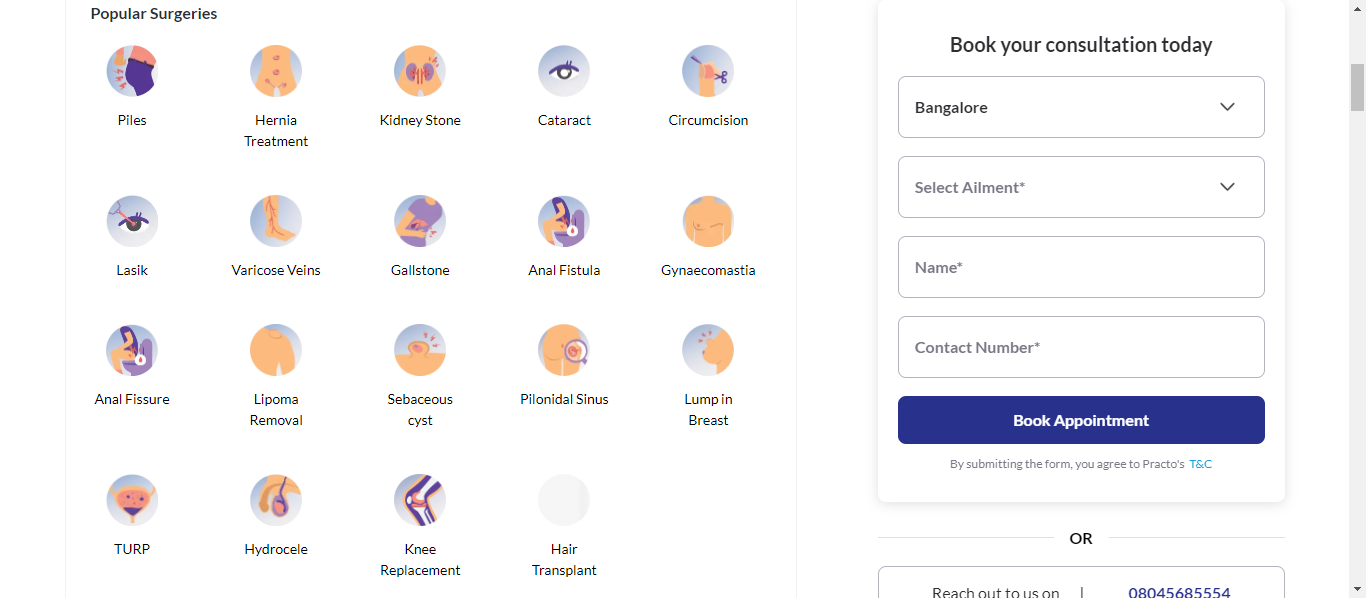 Popular Surgeries
Piles
Hernia
Treatment
Kidney Stone
Cataract
Circumcision
Lasik
Varicose Veins
Gallstone
Anal Fistula
Gynaecomastia
Anal Fissure
Lipoma
Removal
Sebaceous
cyst
Pilonidal Sinus
Lump in
Breast
TURP
Hydrocele
Knee
Replacement
Hair
Transplant
Book your consultation today
Bangalore
Select Ailment*
Name*
Contact Number*
Book Appointment
By submitting the form, you agree to Practo's T&C
OR
Reach out to us on | 08045685554